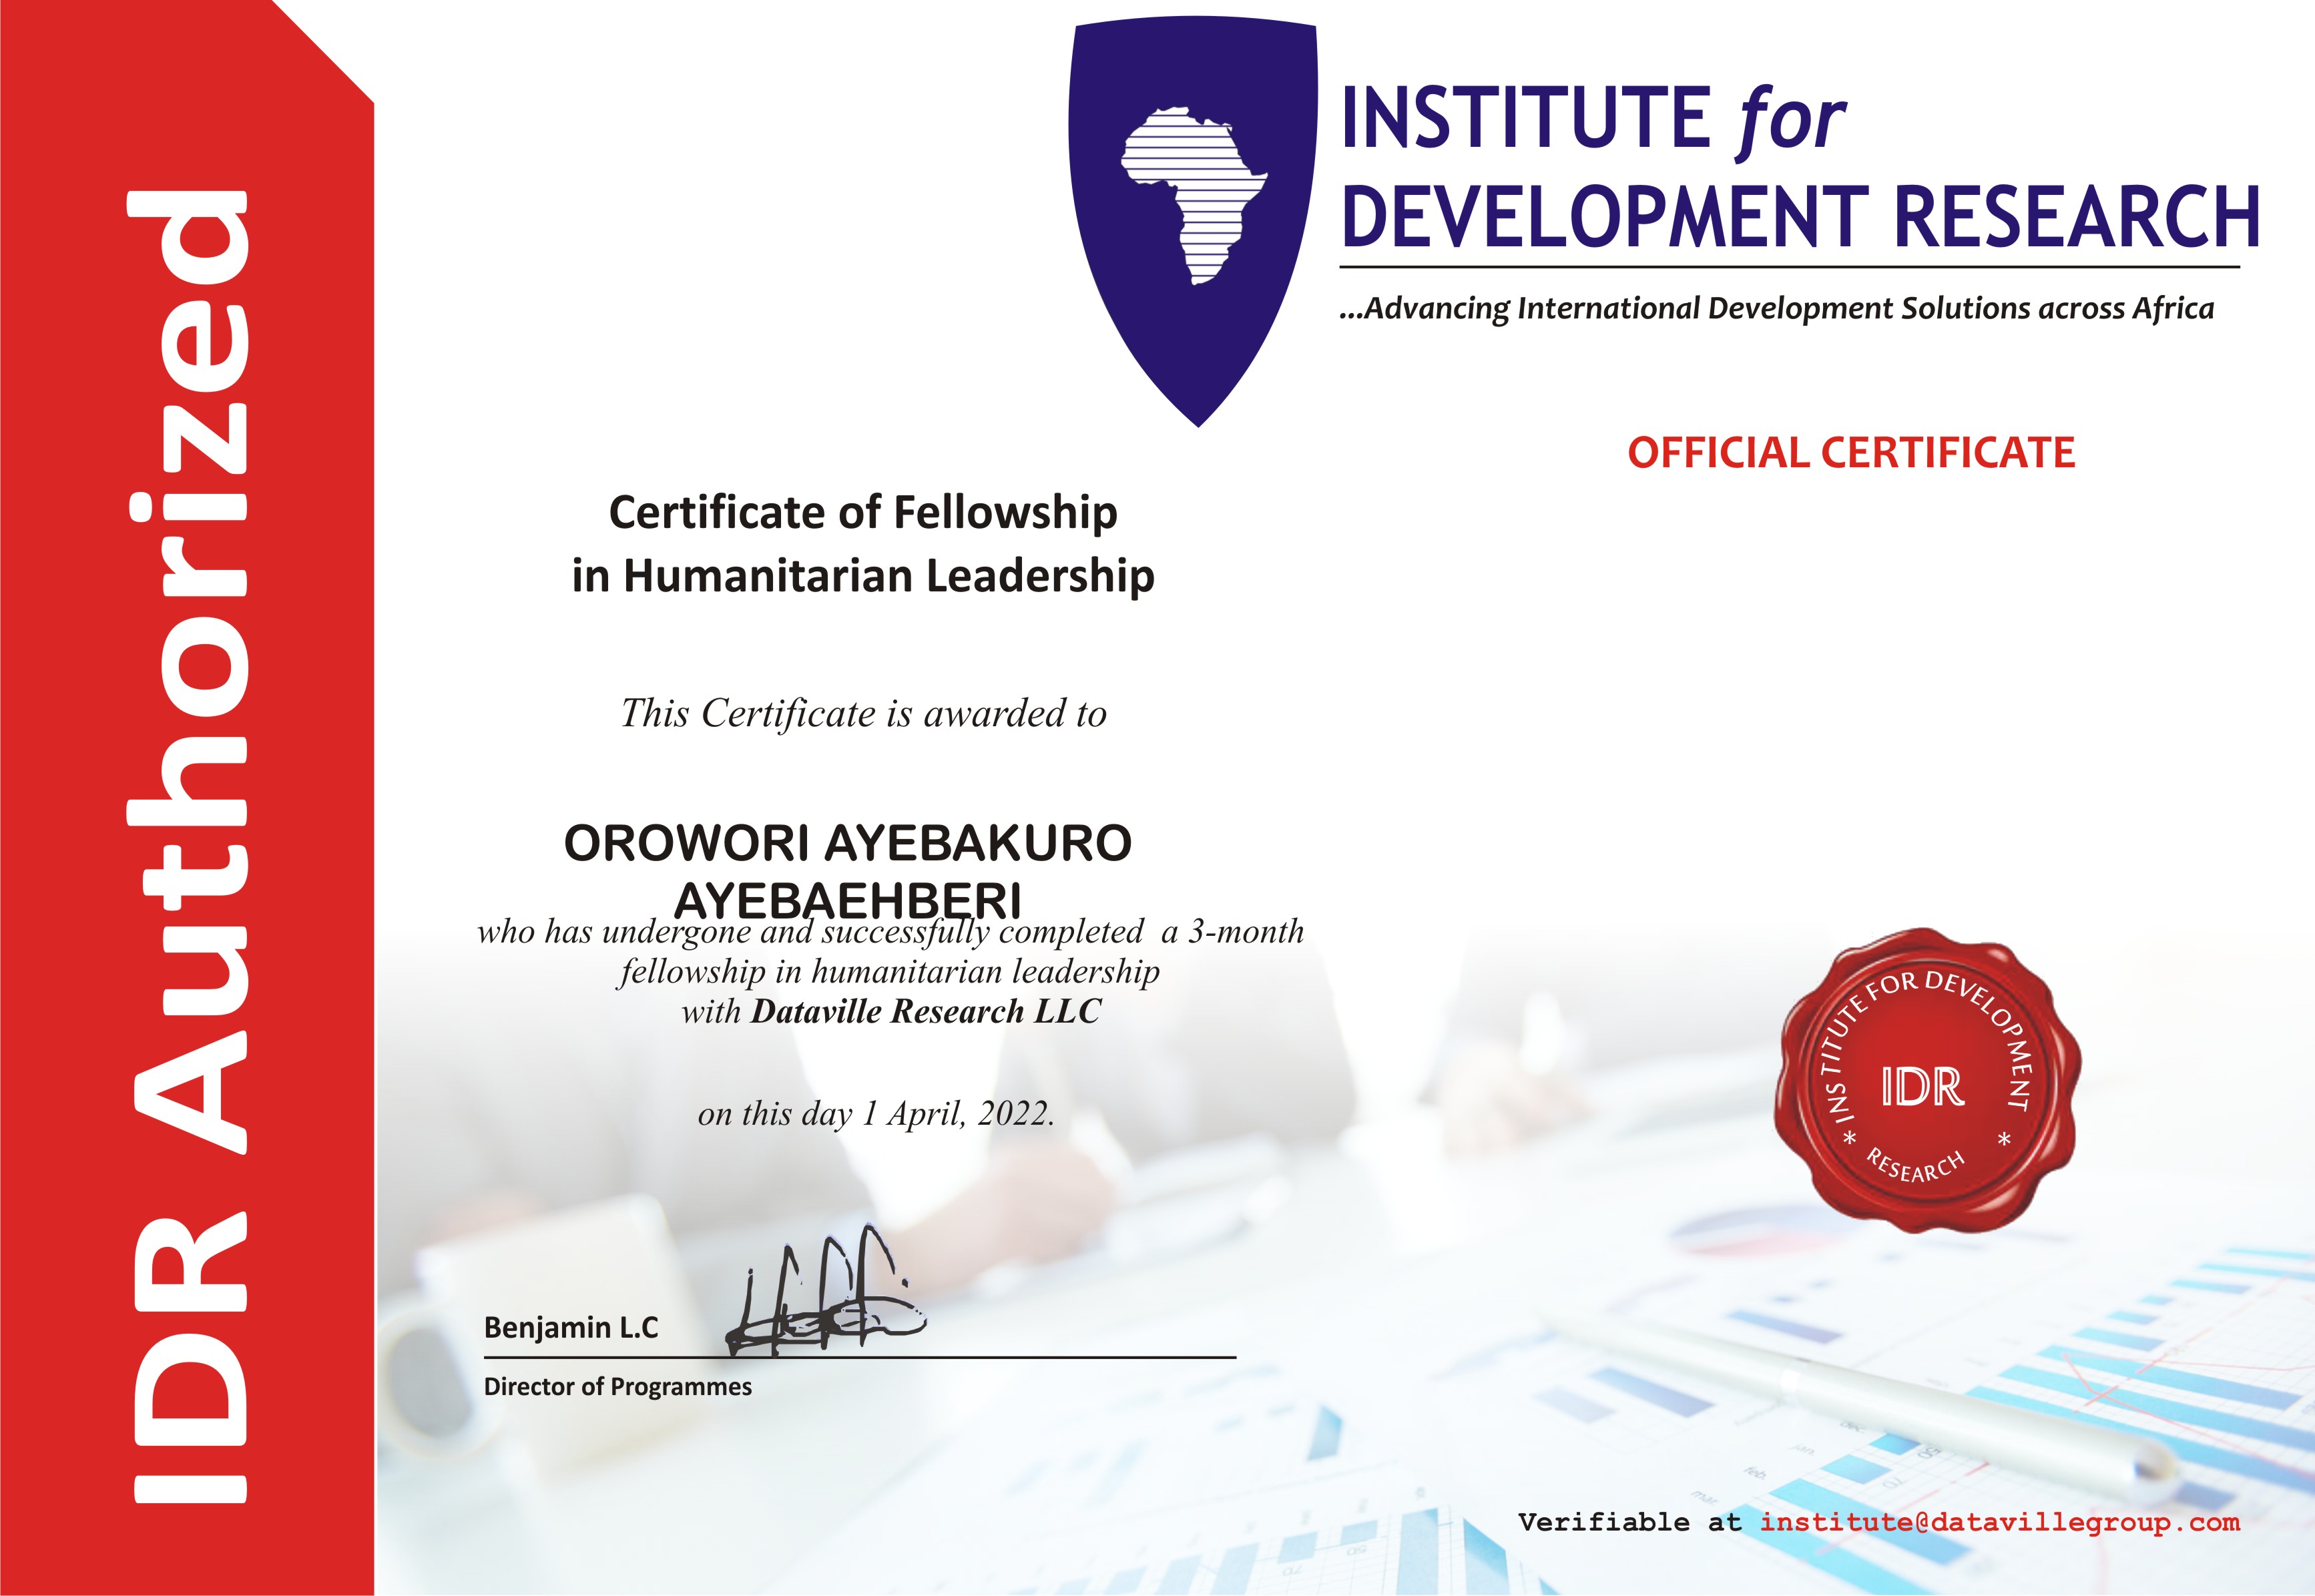 IDR Authorized
INSTITUTE for
DEVELOPMENT RESEARCH
...Advancing International Development Solutions across Africa
OFFICIAL CERTIFICATE
Certificate of Fellowship
in Humanitarian Leadership
This Certificate is awarded to
OROWORI AYEBAKURO
AYEBAEHBERI
who has undergone and successfully completed a 3-month
fellowship in humanitarian leadership
with Dataville Research LLC
on this day 1 April, 2022.
INSTITUTE FOR DEVELOPMENT
IDR
* RESEARCH *
Benjamin L.C
Director of Programmes
Verifiable at institute@datavillegroup.com